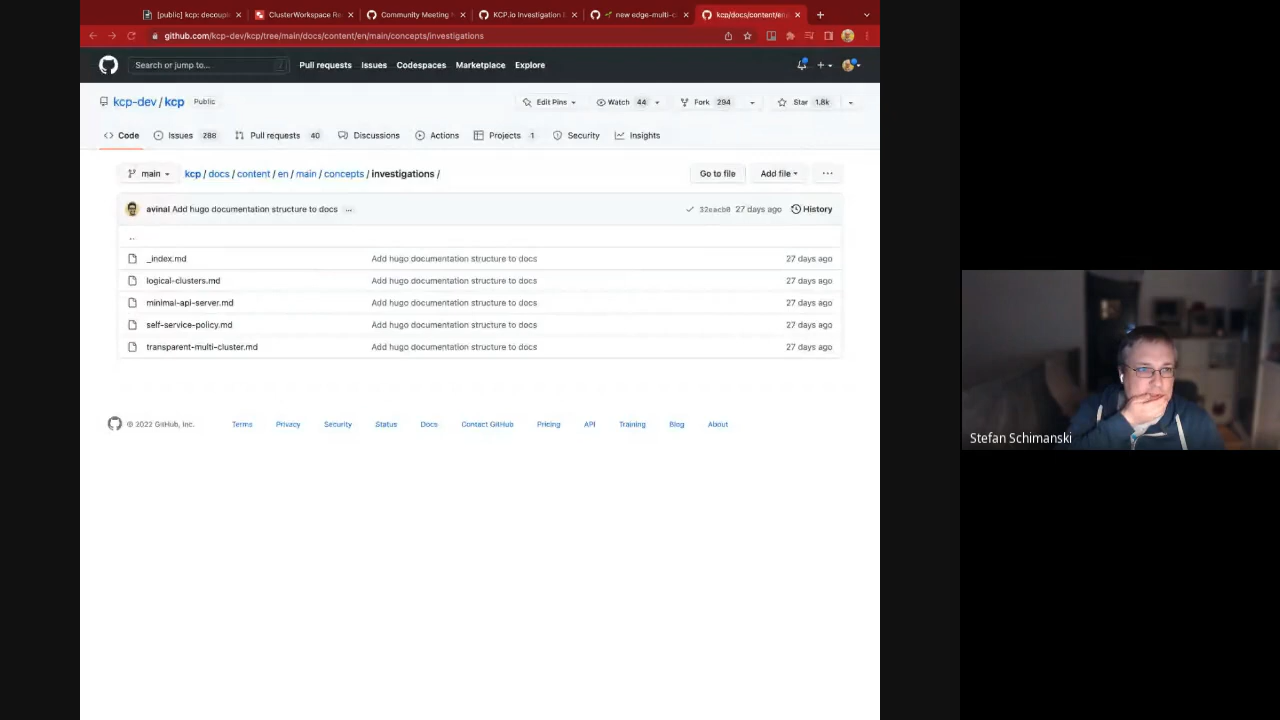 [public] kcp: decoupl
ClusterWorkspace Re
Community Meeting
KCP.io Investigation D
new edge-multi-c
kcp/docs/content/en/
github.com/kcp-dev/kcp/tree/main/docs/content/en/main/concepts/investigations
Search or jump to... /
Pull requests Issues Codespaces Marketplace Explore
kcp-dev / kcp Public
Edit Pins Watch 44 Fork 294 Star 1.8k
Code Issues 288 Pull requests 40 Discussions Actions Projects 1 Security Insights
main kcp / docs / content / en / main / concepts / investigations /
Go to file Add file ...
avinal Add hugo documentation structure to docs ...
32eacb8 27 days ago History
..
_index.md Add hugo documentation structure to docs 27 days ago
logical-clusters.md Add hugo documentation structure to docs 27 days ago
minimal-api-server.md Add hugo documentation structure to docs 27 days ago
self-service-policy.md Add hugo documentation structure to docs 27 days ago
transparent-multi-cluster.md Add hugo documentation structure to docs 27 days ago
© 2022 GitHub, Inc. Terms Privacy Security Status Docs Contact GitHub Pricing API Training Blog About
Stefan Schimanski